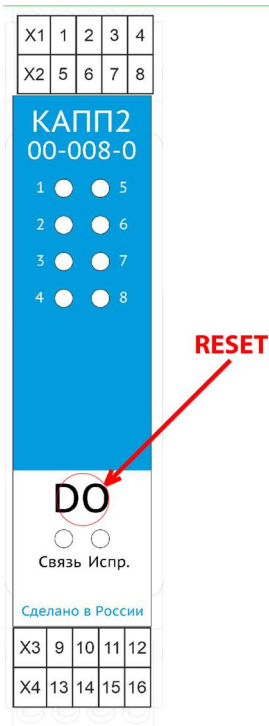 X1 1 2 3 4
X2 5 6 7 8
КАПП2
00-008-0
1 5
2 6
3 7
4 8
RESET
DO
Связь Испр.
Сделано в России
X3 9 10 11 12
X4 13 14 15 16